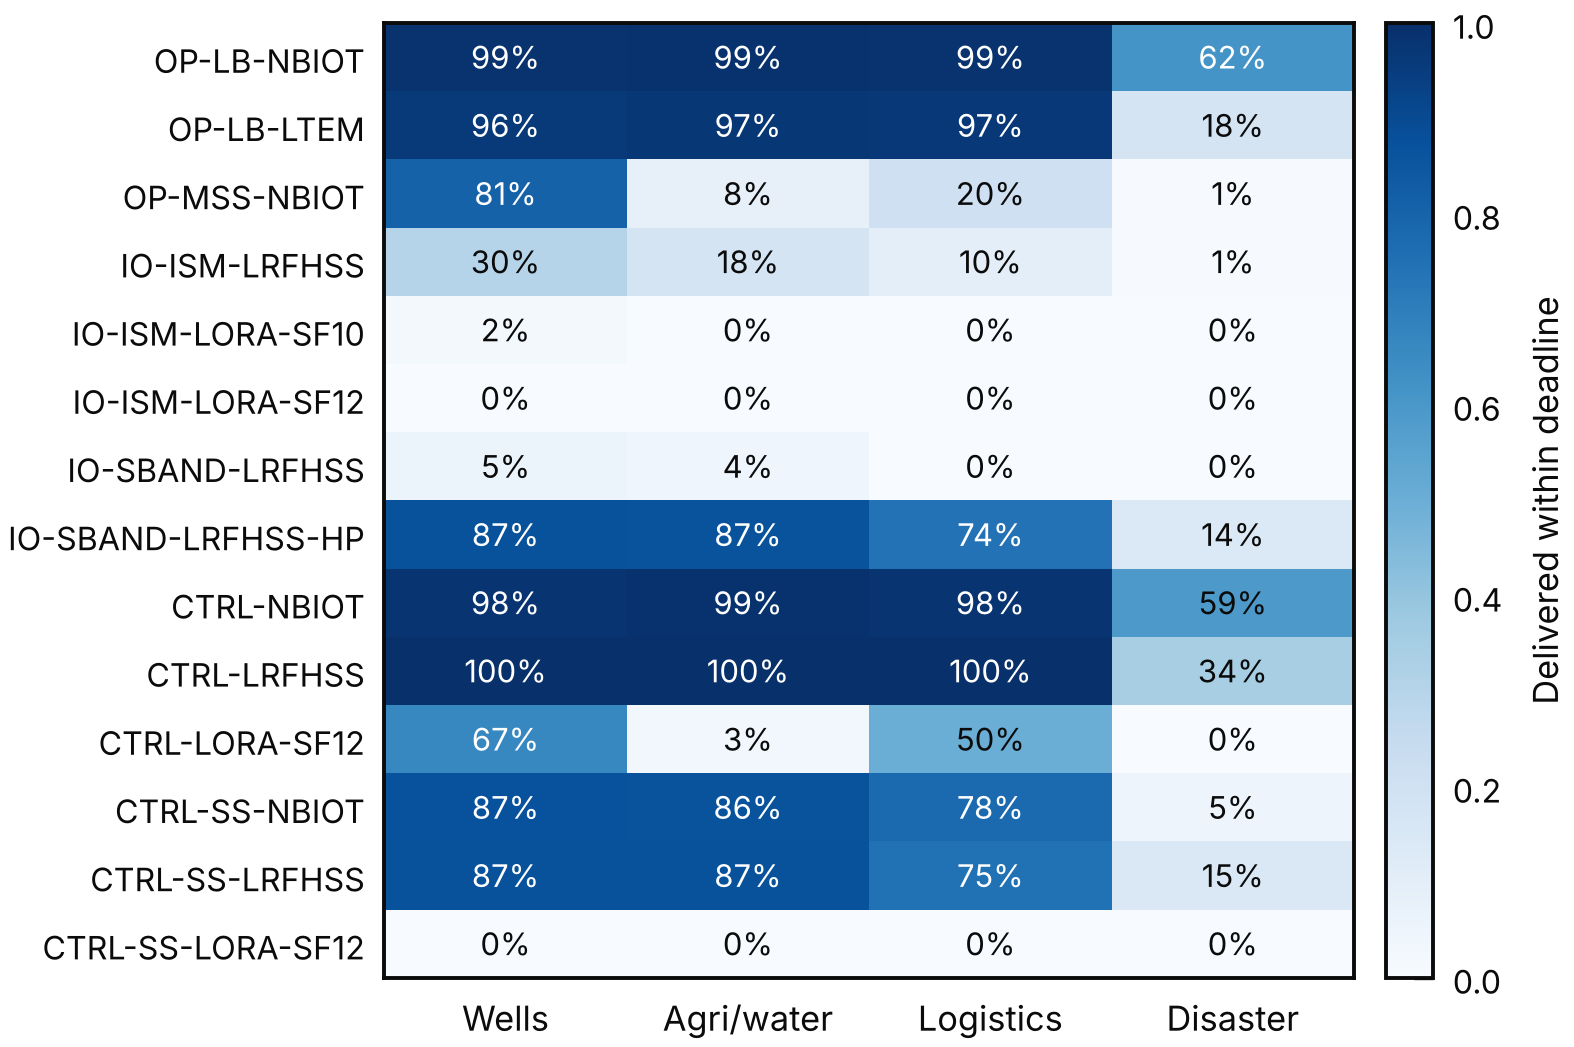 OP-LB-NBIOT 99% 99% 99% 62%
OP-LB-LTEM 96% 97% 97% 18%
OP-MSS-NBIOT 81% 8% 20% 1%
IO-ISM-LRFHSS 30% 18% 10% 1%
IO-ISM-LORA-SF10 2% 0% 0% 0%
IO-ISM-LORA-SF12 0% 0% 0% 0%
IO-SBAND-LRFHSS 5% 4% 0% 0%
IO-SBAND-LRFHSS-HP 87% 87% 74% 14%
CTRL-NBIOT 98% 99% 98% 59%
CTRL-LRFHSS 100% 100% 100% 34%
CTRL-LORA-SF12 67% 3% 50% 0%
CTRL-SS-NBIOT 87% 86% 78% 5%
CTRL-SS-LRFHSS 87% 87% 75% 15%
CTRL-SS-LORA-SF12 0% 0% 0% 0%
Wells Agri/water Logistics Disaster
1.0
0.8
0.6
0.4
0.2
0.0
Delivered within deadline